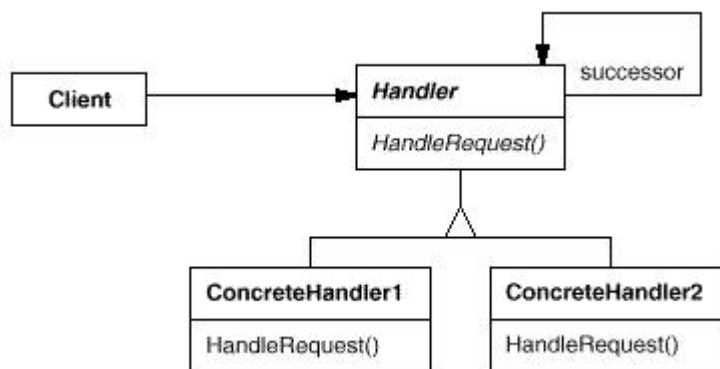 successor
Client
Handler
HandleRequest()
ConcreteHandler1
ConcreteHandler2
HandleRequest()
HandleRequest()